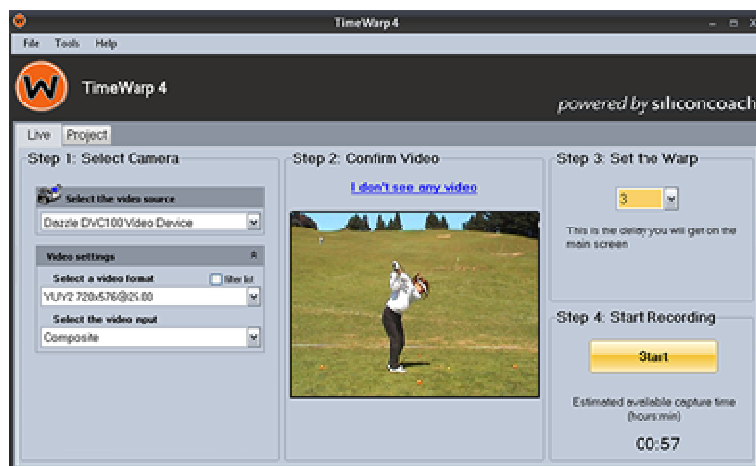 TimeWarp 4
File Tools Help
W
TimeWarp 4
powered by siliconcoach
Live Project
Step 1: Select Camera
Select the video source
Dazzle DVC100 Video Device
Video settings
Select a video format
filter list
YUY2 720x576@25.00
Select the video input
Composite
Step 2: Confirm Video
I don't see any video
Step 3: Set the Warp
3
This is the delay you will get on the
main screen
Step 4: Start Recording
Start
Estimated available capture time
(hours:min)
00:57